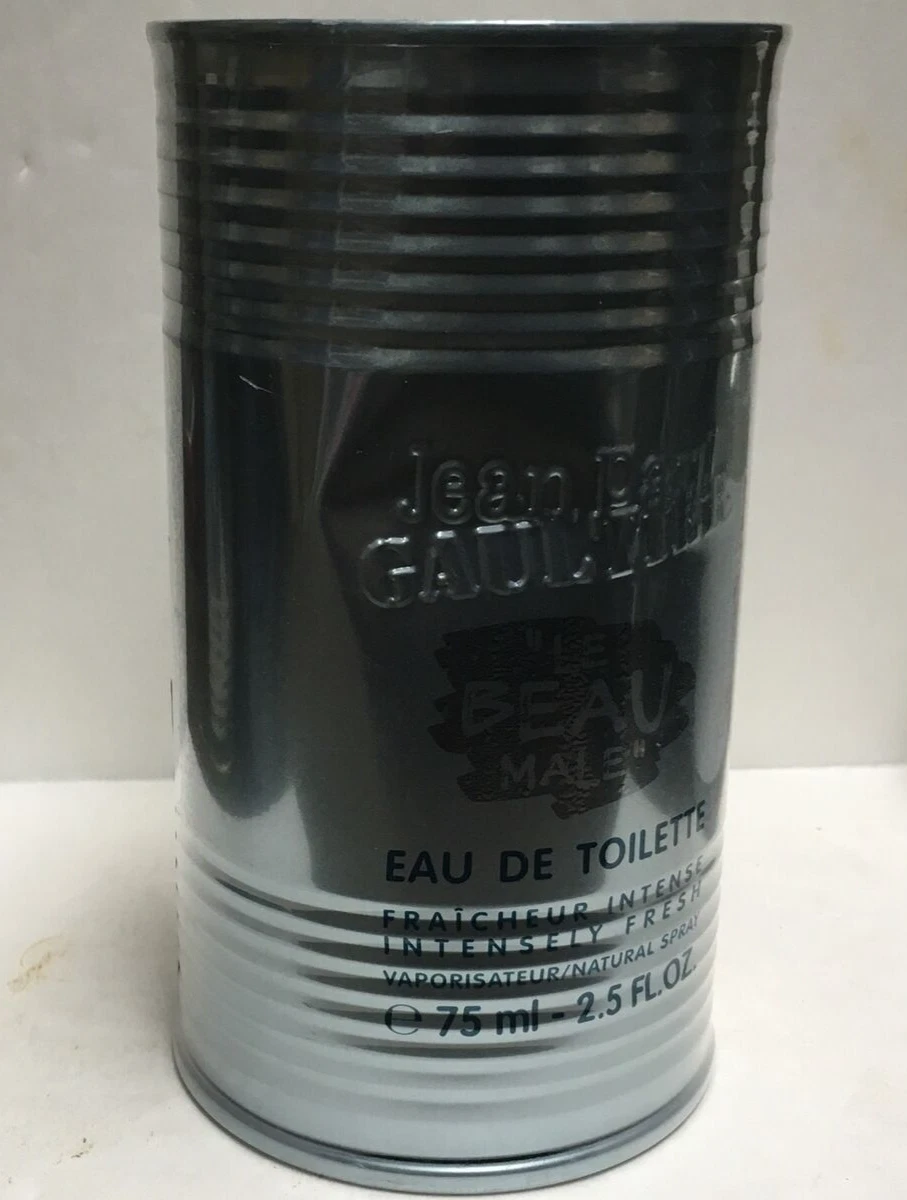 Jean Paul
GAULTIER
"LE
BEAU
MALE"
EAU DE TOILETTE
FRAÎCHEUR INTENSE
INTENSELY FRESH
VAPORISATEUR/NATURAL SPRAY
℮ 75 ml - 2.5 FL.OZ.